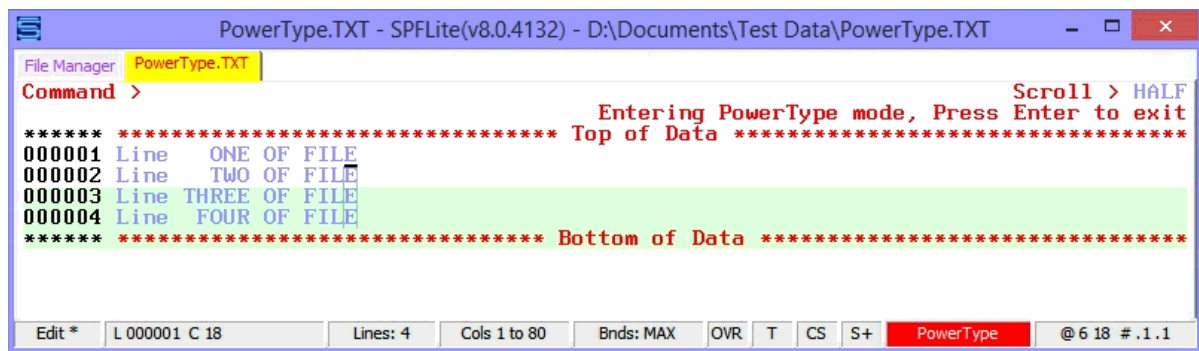 PowerType.TXT - SPFLite(v8.0.4132) - D:\Documents\Test Data\PowerType.TXT
File Manager PowerType.TXT
Command > Scroll > HALF
Entering PowerType mode, Press Enter to exit
****** ********************************* Top of Data **********************************
000001 Line   ONE OF FILE
000002 Line   TWO OF FILE
000003 Line THREE OF FILE
000004 Line  FOUR OF FILE
****** ******************************** Bottom of Data ********************************
Edit * L 000001 C 18 Lines: 4 Cols 1 to 80 Bnds: MAX OVR T CS S+ PowerType @ 6 18 # .1 .1